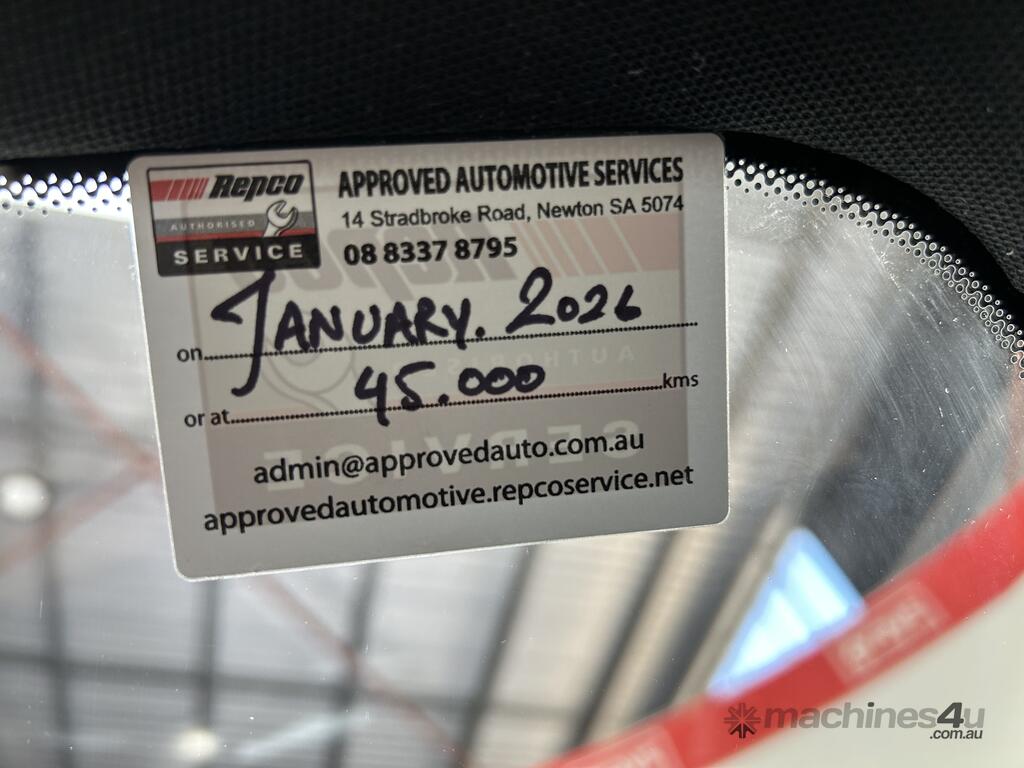 Repco
AUTHORISED
SERVICE
APPROVED AUTOMOTIVE SERVICES
14 Stradbroke Road, Newton SA 5074
08 8337 8795
on JANUARY. 2026
or at 45.000 kms
admin@approvedauto.com.au
approvedautomotive.repcoservice.net
machines4u
.com.au